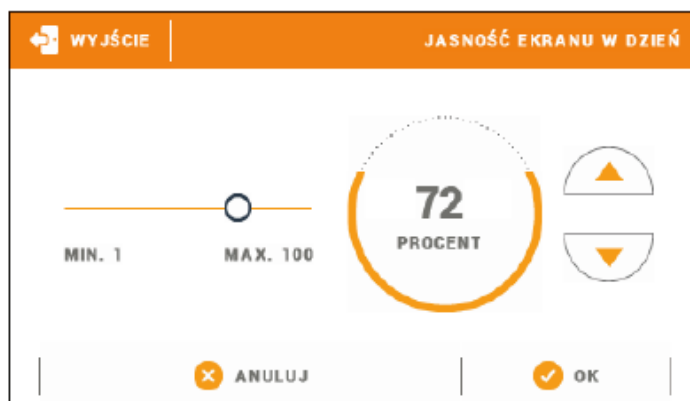 WYJŚCIE
JASNOŚĆ EKRANU W DZIEŃ
72
PROCENT
MIN. 1
MAX. 100
ANULUJ
OK